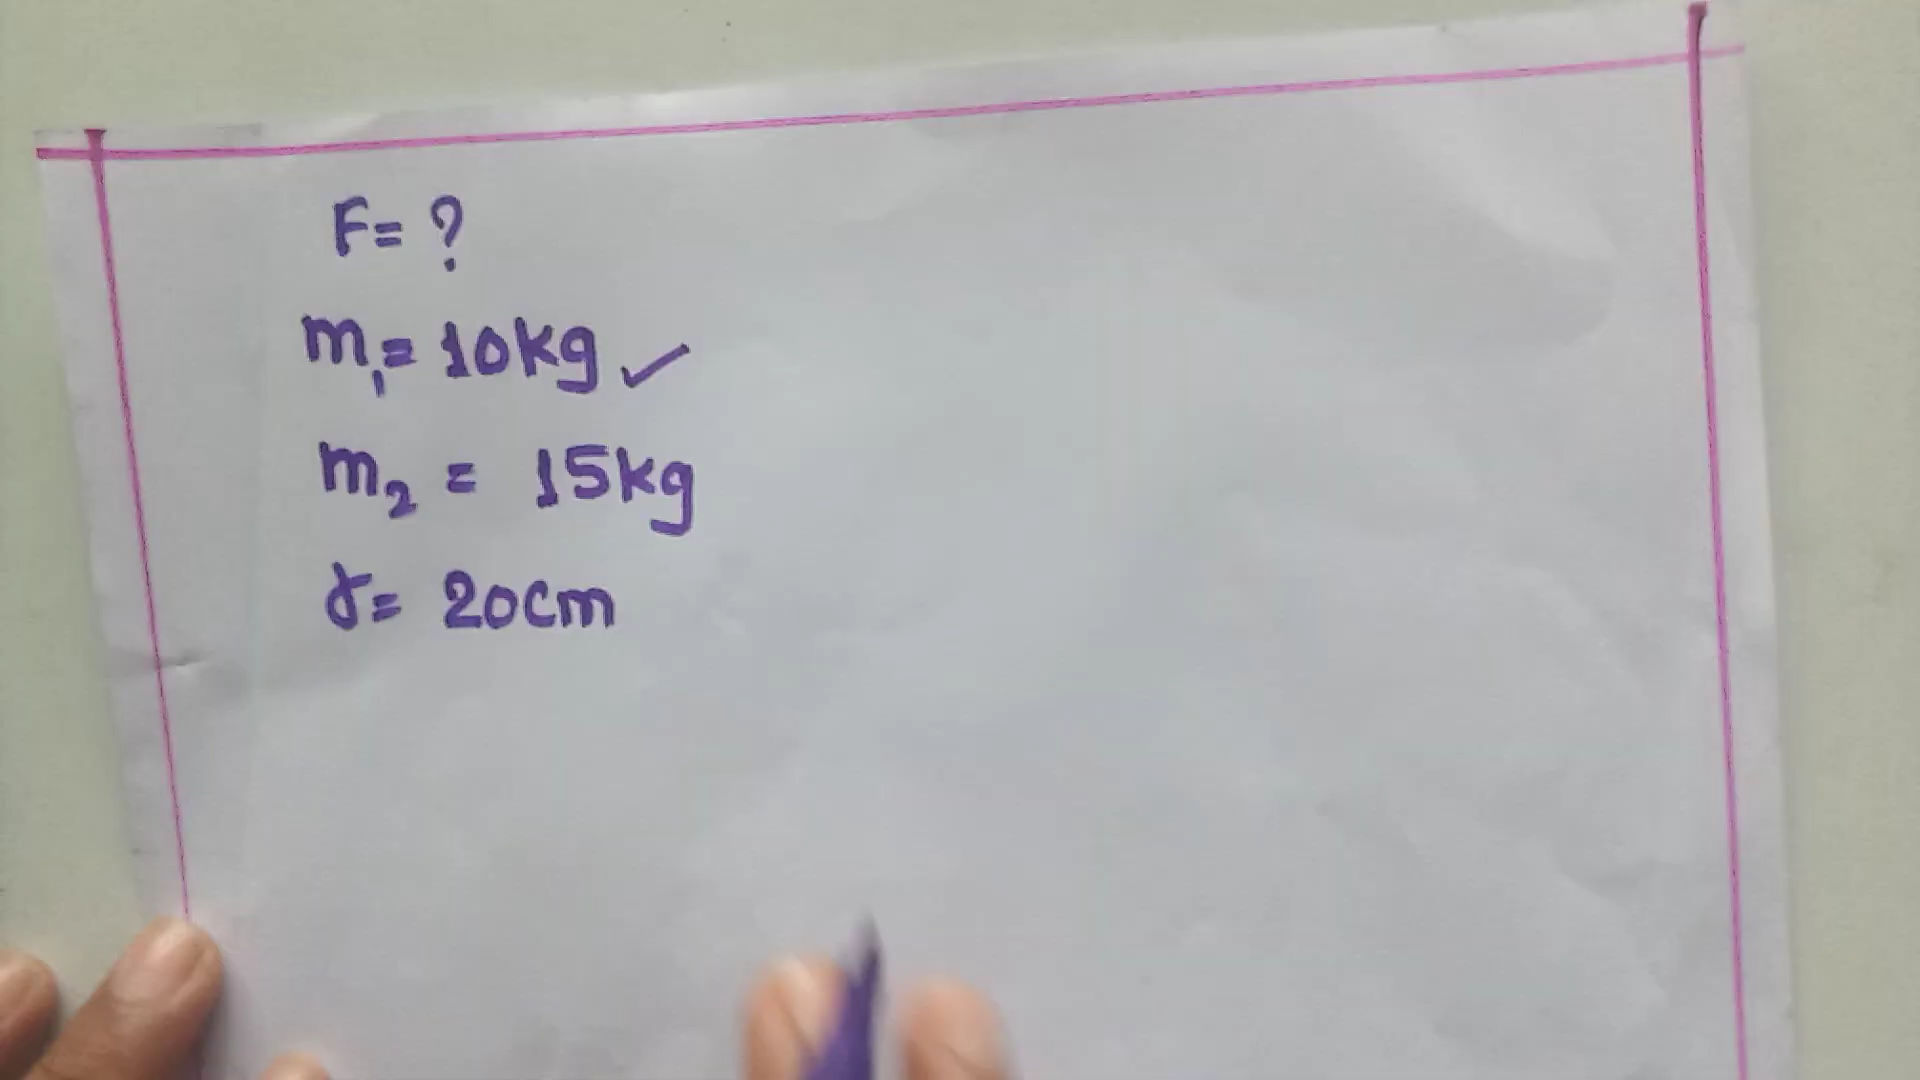 F= ?
m₁= 10kg ✓
m₂ = 15kg
r= 20cm